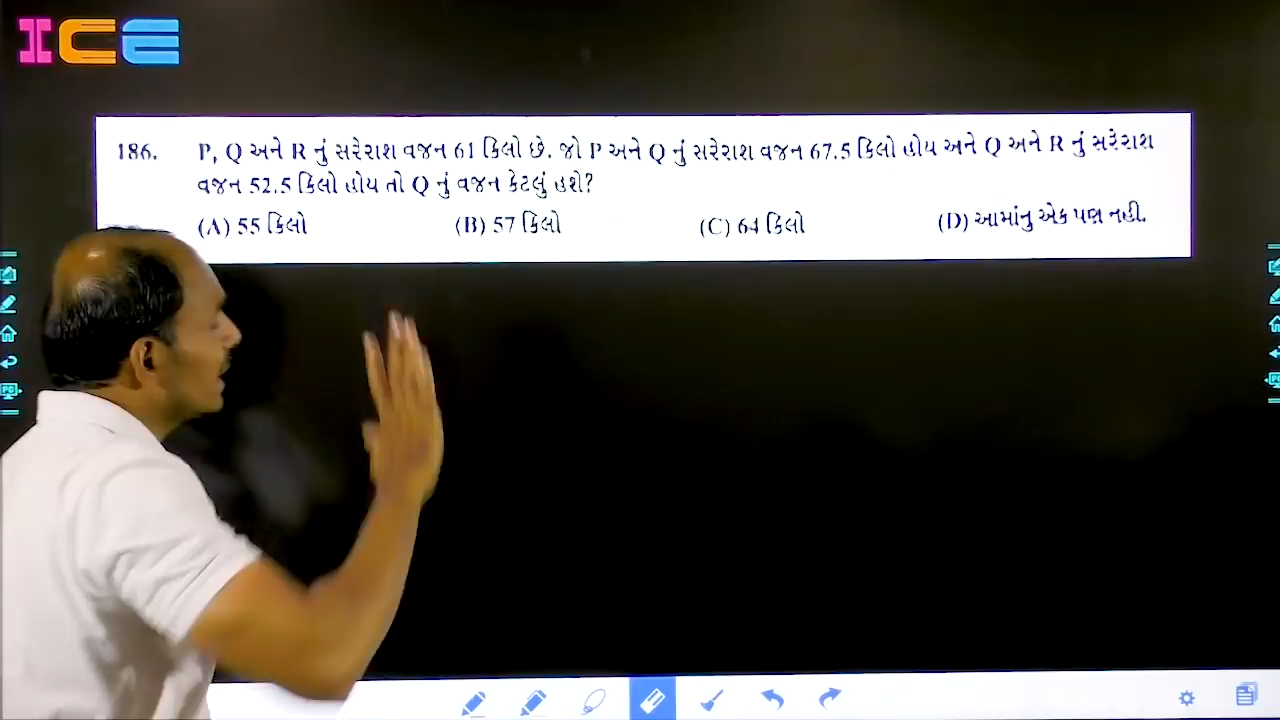 ICE
186. P, Q અને R નું સરેરાશ વજન 61 કિલો છે. જો P અને Q નું સરેરાશ વજન 67.5 કિલો હોય અને Q અને R નું સરેરાશ
વજન 52.5 કિલો હોય તો Q નું વજન કેટલું હશે?
(A) 55 કિલો (B) 57 કિલો (C) 64 કિલો (D) આમાંનુ એક પણ નહી.